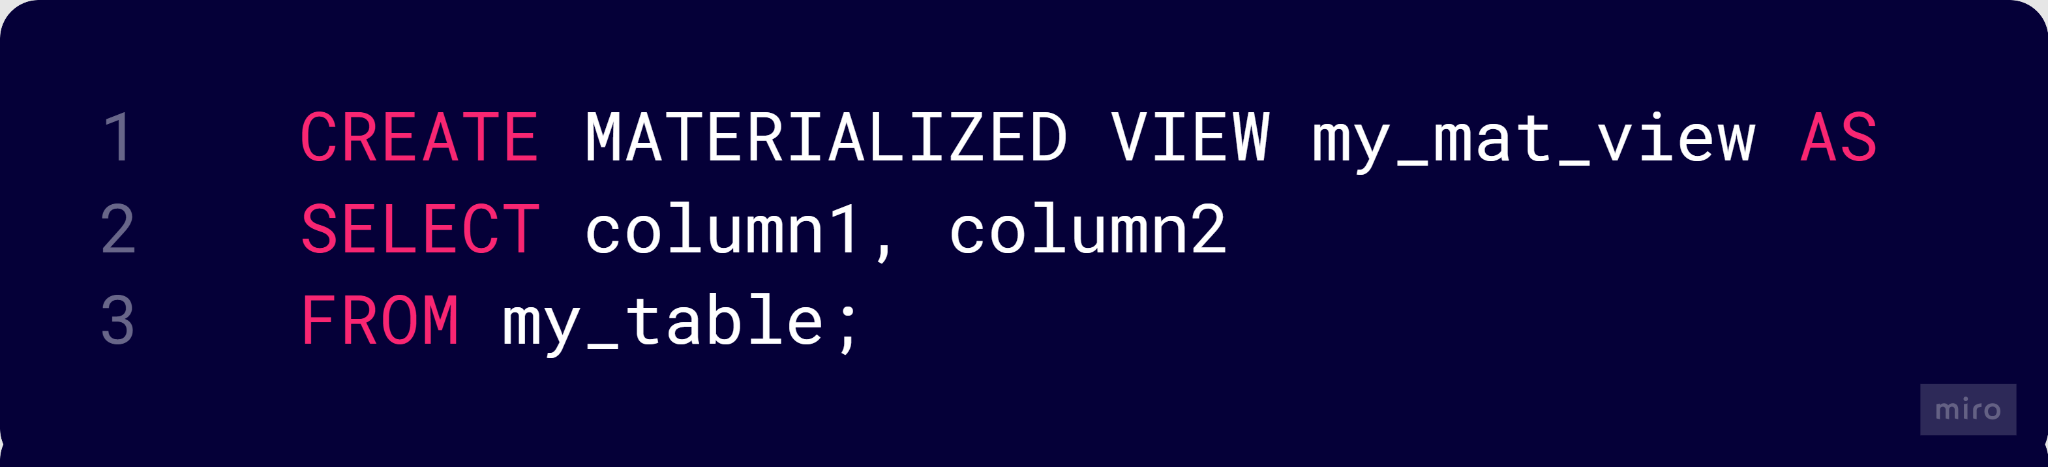 1 CREATE MATERIALIZED VIEW my_mat_view AS
2 SELECT column1, column2
3 FROM my_table;
miro